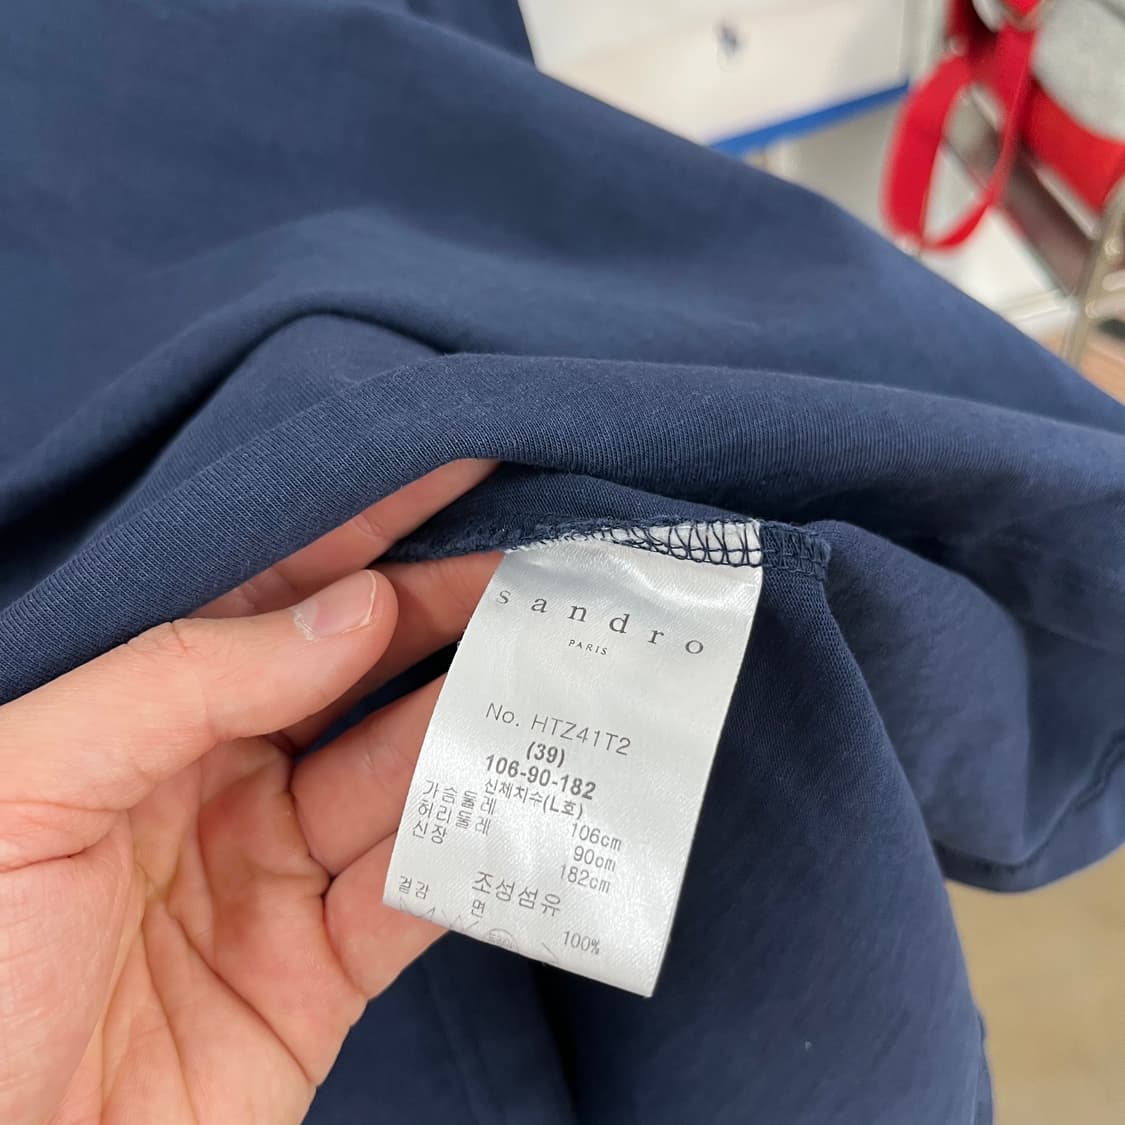 sandro
PARIS
No. HTZ41T2
(39)
106-90-182
신체치수(L호)
가슴둘레 106cm
허리둘레 90cm
신장 182cm
조성섬유
겉감 면 100%